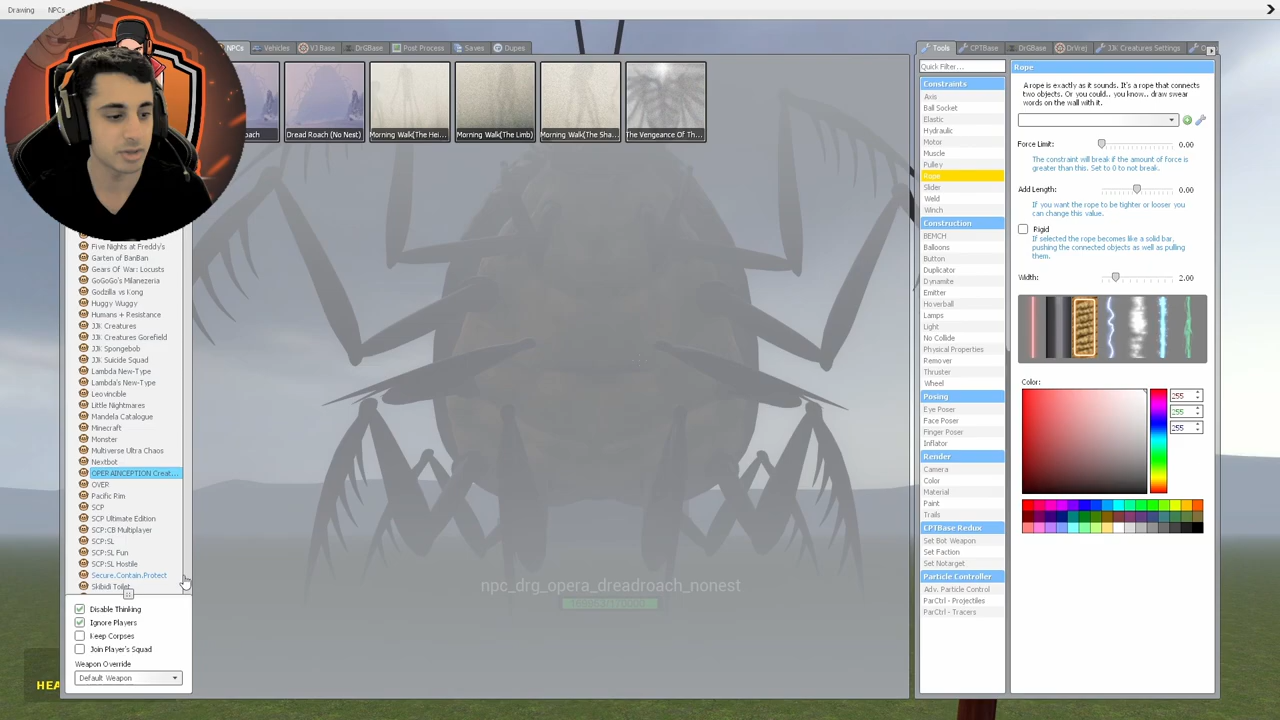 Drawing NPCs
NPCs Vehicles VJ Base DrGBase Post Process Saves Dupes
oach
Dread Roach (No Nest)
Morning Walk(The Hei...
Morning Walk(The Limb)
Morning Walk(The Sha...
The Vengeance Of Th...
Five Nights at Freddy's
Garten of BanBan
Gears Of War: Locusts
GoGoGo's Milanezeria
Godzilla vs Kong
Huggy Wuggy
Humans + Resistance
JJK Creatures
JJK Creatures Gorefield
JJK Spongebob
JJK Suicide Squad
Lambda New-Type
Lambda's New-Type
Leovincible
Little Nightmares
Mandela Catalogue
Minecraft
Monster
Multiverse Ultra Chaos
Nextbot
OPERAINCEPTION Creat...
OVER
Pacific Rim
SCP
SCP Ultimate Edition
SCP:CB Multiplayer
SCP:SL
SCP:SL Fun
SCP:SL Hostile
Secure.Contain.Protect
Skibidi Toilet
Disable Thinking
Ignore Players
Keep Corpses
Join Player's Squad
Weapon Override
Default Weapon
HEA
npc_drg_opera_dreadroach_nonest
Tools CPTBase DrGBase DrVrej JJK Creatures Settings
Quick Filter...
Constraints
Axis
Ball Socket
Elastic
Hydraulic
Motor
Muscle
Pulley
Rope
Slider
Weld
Winch
Construction
BEMCH
Balloons
Button
Duplicator
Dynamite
Emitter
Hoverball
Lamps
Light
No Collide
Physical Properties
Remover
Thruster
Wheel
Posing
Eye Poser
Face Poser
Finger Poser
Inflator
Render
Camera
Color
Material
Paint
Trails
CPTBase Redux
Set Bot Weapon
Set Faction
Set Notarget
Particle Controller
Adv. Particle Control
ParCtrl - Projectiles
ParCtrl - Tracers
Rope
A rope is exactly as it sounds. It's a rope that connects
two objects. Or you could.. you know.. draw swear
words on the wall with it.
Force Limit: 0.00
The constraint will break if the amount of force is
greater than this. Set to 0 to not break.
Add Length: 0.00
If you want the rope to be tighter or looser you
can change this value.
Rigid
If selected the rope becomes like a solid bar,
pushing the connected objects as well as pulling
them.
Width: 2.00
Color:
255
255
255